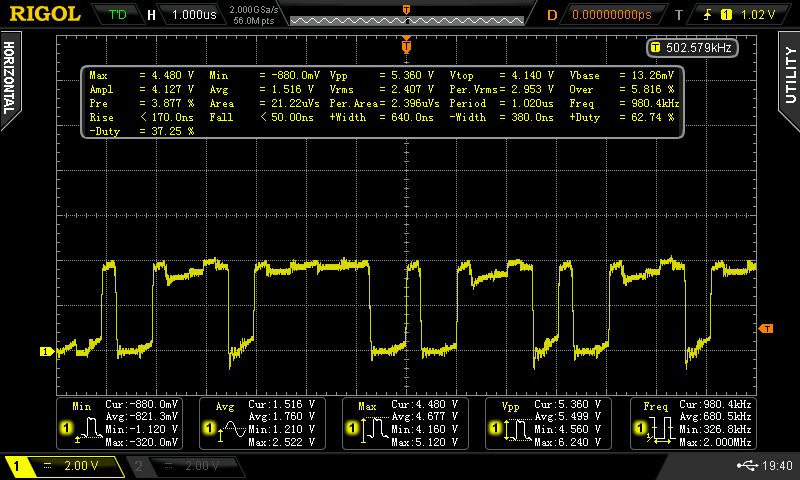 RIGOL T'D H 1.000us 2.000GSa/s 56.0M pts D 0.00000000ps T 1 1.02 V
T 502.579kHz
HORIZONTAL
UTILITY
Max = 4.480 V Min = -880.0mV Vpp = 5.360 V Vtop = 4.140 V Vbase = 13.26mV
Ampl = 4.127 V Avg = 1.516 V Vrms = 2.407 V Per.Vrms= 2.953 V Over = 5.816 %
Pre = 3.877 % Area = 21.22uVs Per.Area= 2.396uVs Period = 1.020us Freq = 980.4kHz
Rise < 170.0ns Fall < 50.00ns +Width = 640.0ns -Width = 380.0ns +Duty = 62.74 %
-Duty = 37.25 %
T
1
T
Min Cur:-880.0mV Avg Cur:1.516 V Max Cur:4.480 V Vpp Cur:5.360 V Freq Cur:980.4kHz
Avg:-821.3mV Avg:1.760 V Avg:4.677 V Avg:5.499 V Avg:680.5kHz
1 Min:-1.120 V 1 Min:1.210 V 1 Min:4.160 V 1 Min:4.560 V 1 Min:326.8kHz
Max:-320.0mV Max:2.522 V Max:5.120 V Max:6.240 V Max:2.000MHz
1 = 2.00 V 2 = 2.00 V 19:40